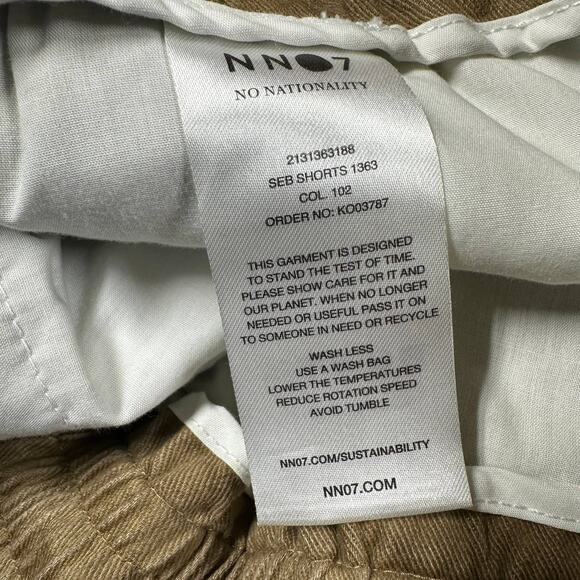 NN07
NO NATIONALITY
2131363188
SEB SHORTS 1363
COL. 102
ORDER NO: KO03787
THIS GARMENT IS DESIGNED
TO STAND THE TEST OF TIME.
PLEASE SHOW CARE FOR IT AND
OUR PLANET. WHEN NO LONGER
NEEDED OR USEFUL PASS IT ON
TO SOMEONE IN NEED OR RECYCLE
WASH LESS
USE A WASH BAG
LOWER THE TEMPERATURES
REDUCE ROTATION SPEED
AVOID TUMBLE
NN07.COM/SUSTAINABILITY
NN07.COM